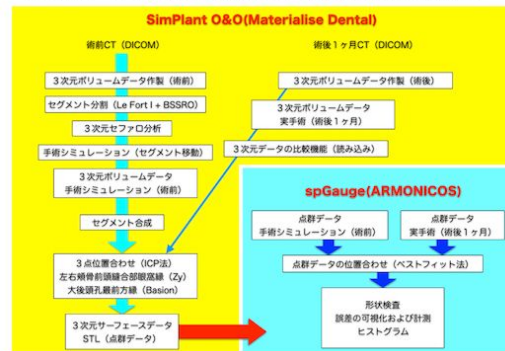 SimPlant O&O(Materialise Dental)
術前CT（DICOM）
術後1ヶ月CT（DICOM）
3次元ボリュームデータ作製（術前）
セグメント分割（Le Fort I + BSSRO）
3次元セファロ分析
手術シミュレーション（セグメント移動）
3次元ボリュームデータ
手術シミュレーション（術前）
セグメント合成
3点位置合わせ（ICP法）
左右頬骨前頭縫合部眼窩縁（Zy）
大後頭孔最前方縁（Basion）
3次元サーフェースデータ
STL（点群データ）
3次元ボリュームデータ作製（術後）
3次元ボリュームデータ
実手術（術後1ヶ月）
3次元データの比較機能（読み込み）
spGauge(ARMONICOS)
点群データ
手術シミュレーション（術前）
点群データ
実手術（術後1ヶ月）
点群データの位置合わせ（ベストフィット法）
形状検査
誤差の可視化および計測
ヒストグラム